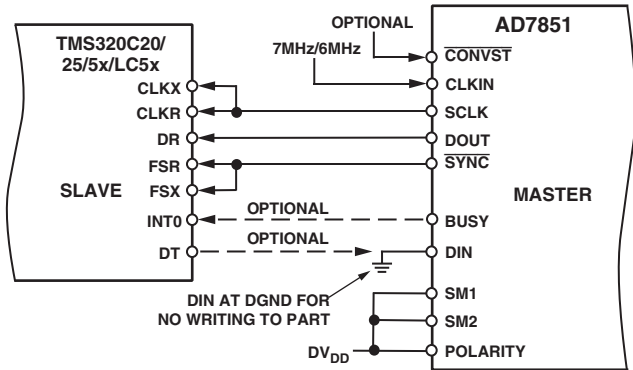 OPTIONAL
AD7851
TMS320C20/
25/5x/LC5x
7MHz/6MHz
CONVST
CLKX
CLKIN
CLKR
SCLK
DR
DOUT
FSR
SYNC
SLAVE
FSX
MASTER
INT0
OPTIONAL
BUSY
DT
OPTIONAL
DIN
DIN AT DGND FOR
NO WRITING TO PART
SM1
SM2
DVDD
POLARITY